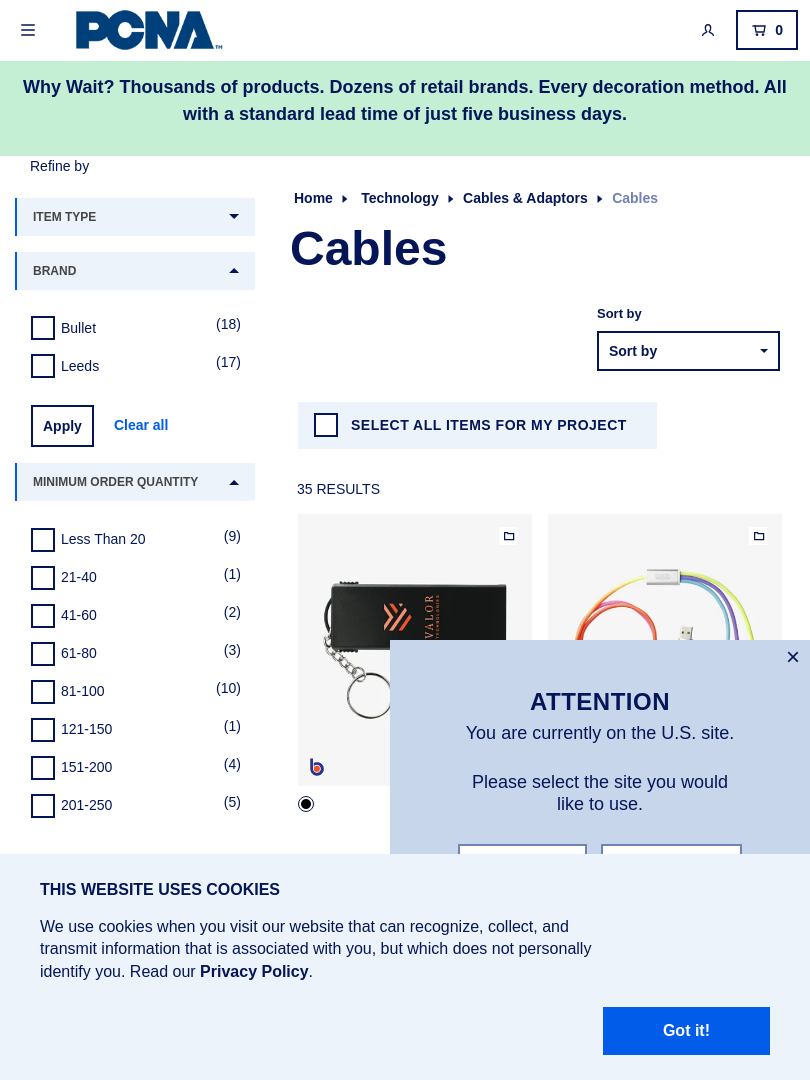 PCNA TM
0
Why Wait? Thousands of products. Dozens of retail brands. Every decoration method. All
with a standard lead time of just five business days.
Refine by
Home Technology Cables & Adaptors Cables
ITEM TYPE
Cables
BRAND
Bullet (18)
Leeds (17)
Apply Clear all
Sort by
Sort by
SELECT ALL ITEMS FOR MY PROJECT
MINIMUM ORDER QUANTITY
35 RESULTS
Less Than 20 (9)
21-40 (1)
41-60 (2)
61-80 (3)
81-100 (10)
121-150 (1)
151-200 (4)
201-250 (5)
VALOR
TECHNOLOGIES
b
ATTENTION
You are currently on the U.S. site.
Please select the site you would
like to use.
THIS WEBSITE USES COOKIES
We use cookies when you visit our website that can recognize, collect, and
transmit information that is associated with you, but which does not personally
identify you. Read our Privacy Policy.
Got it!